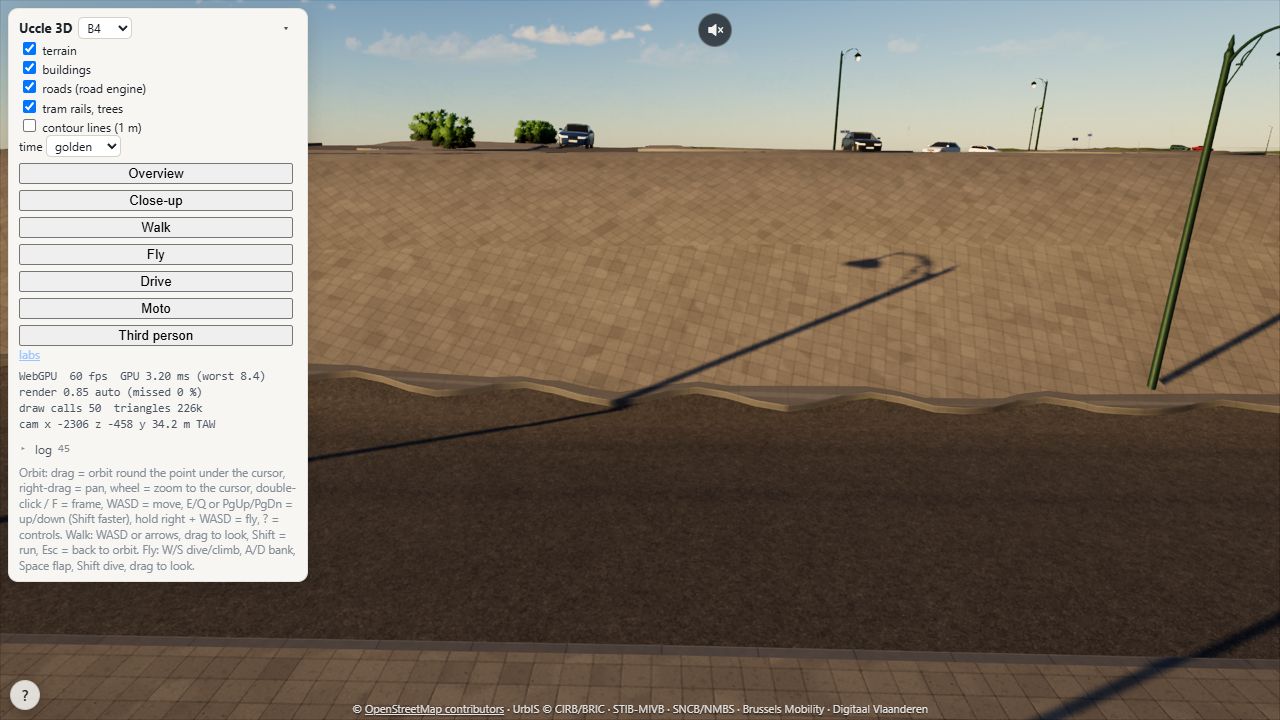 Uccle 3D B4
terrain
buildings
roads (road engine)
tram rails, trees
contour lines (1 m)
time golden
Overview
Close-up
Walk
Fly
Drive
Moto
Third person
labs
WebGPU 60 fps GPU 3.20 ms (worst 8.4)
render 0.85 auto (missed 0 %)
draw calls 50 triangles 226k
cam x -2306 z -458 y 34.2 m TAW
log 45
Orbit: drag = orbit round the point under the cursor,
right-drag = pan, wheel = zoom to the cursor, double-
click / F = frame, WASD = move, E/Q or PgUp/PgDn =
up/down (Shift faster), hold right + WASD = fly, ? =
controls. Walk: WASD or arrows, drag to look, Shift =
run, Esc = back to orbit. Fly: W/S dive/climb, A/D bank,
Space flap, Shift dive, drag to look.
?
© OpenStreetMap contributors · UrbIS © CIRB/BRIC · STIB-MIVB · SNCB/NMBS · Brussels Mobility · Digitaal Vlaanderen